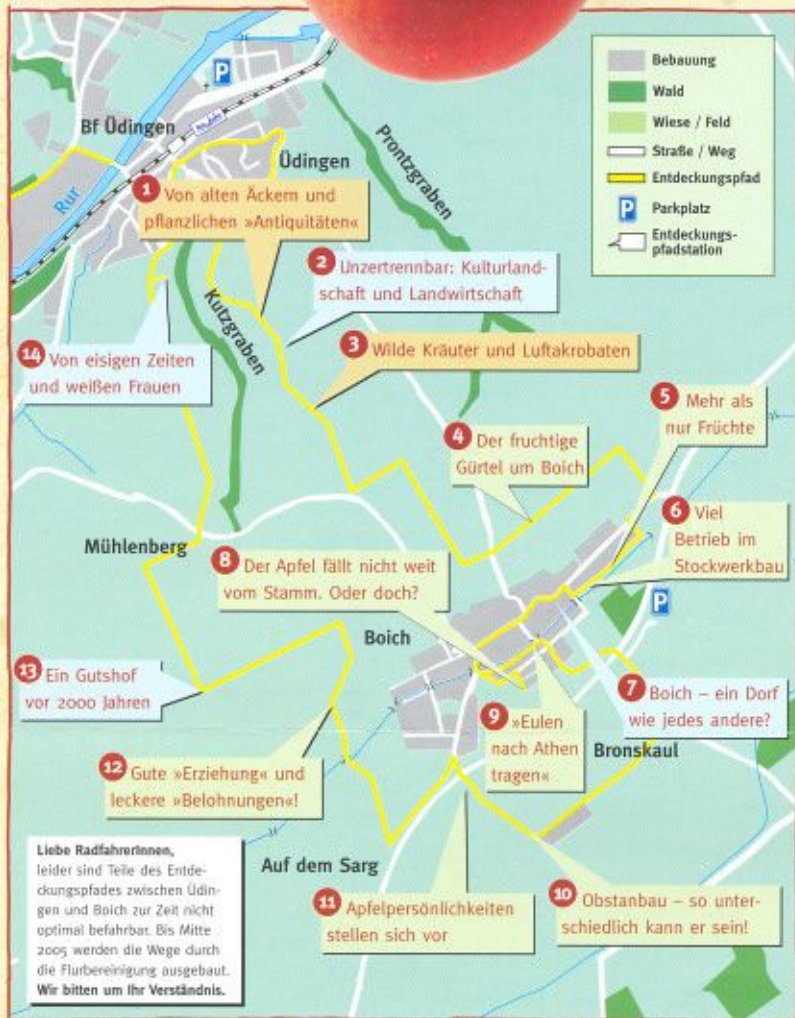 Bebauung
Wald
Wiese / Feld
Straße / Weg
Entdeckungspfad
P Parkplatz
Entdeckungs-
pfadstation
P
Bf Üdingen
Üdingen
Rur
Prontzgraben
Kutzgraben
1 Von alten Äckern und
pflanzlichen »Antiquitäten«
2 Unzertrennbar: Kulturland-
schaft und Landwirtschaft
3 Wilde Kräuter und Luftakrobaten
14 Von eisigen Zeiten
und weißen Frauen
4 Der fruchtige
Gürtel um Boich
5 Mehr als
nur Früchte
6 Viel
Betrieb im
Stockwerkbau
Mühlenberg
8 Der Apfel fällt nicht weit
vom Stamm. Oder doch?
P
Boich
13 Ein Gutshof
vor 2000 Jahren
7 Boich – ein Dorf
wie jedes andere?
9 »Eulen
nach Athen
tragen«
Bronskaul
12 Gute »Erziehung« und
leckere »Belohnungen«!
Auf dem Sarg
11 Apfelpersönlichkeiten
stellen sich vor
10 Obstanbau – so unter-
schiedlich kann er sein!
Liebe RadfahrerInnen,
leider sind Teile des Entde-
ckungspfades zwischen Üdin-
gen und Boich zur Zeit nicht
optimal befahrbar. Bis Mitte
2005 werden die Wege durch
die Flurbereinigung ausgebaut.
Wir bitten um Ihr Verständnis.